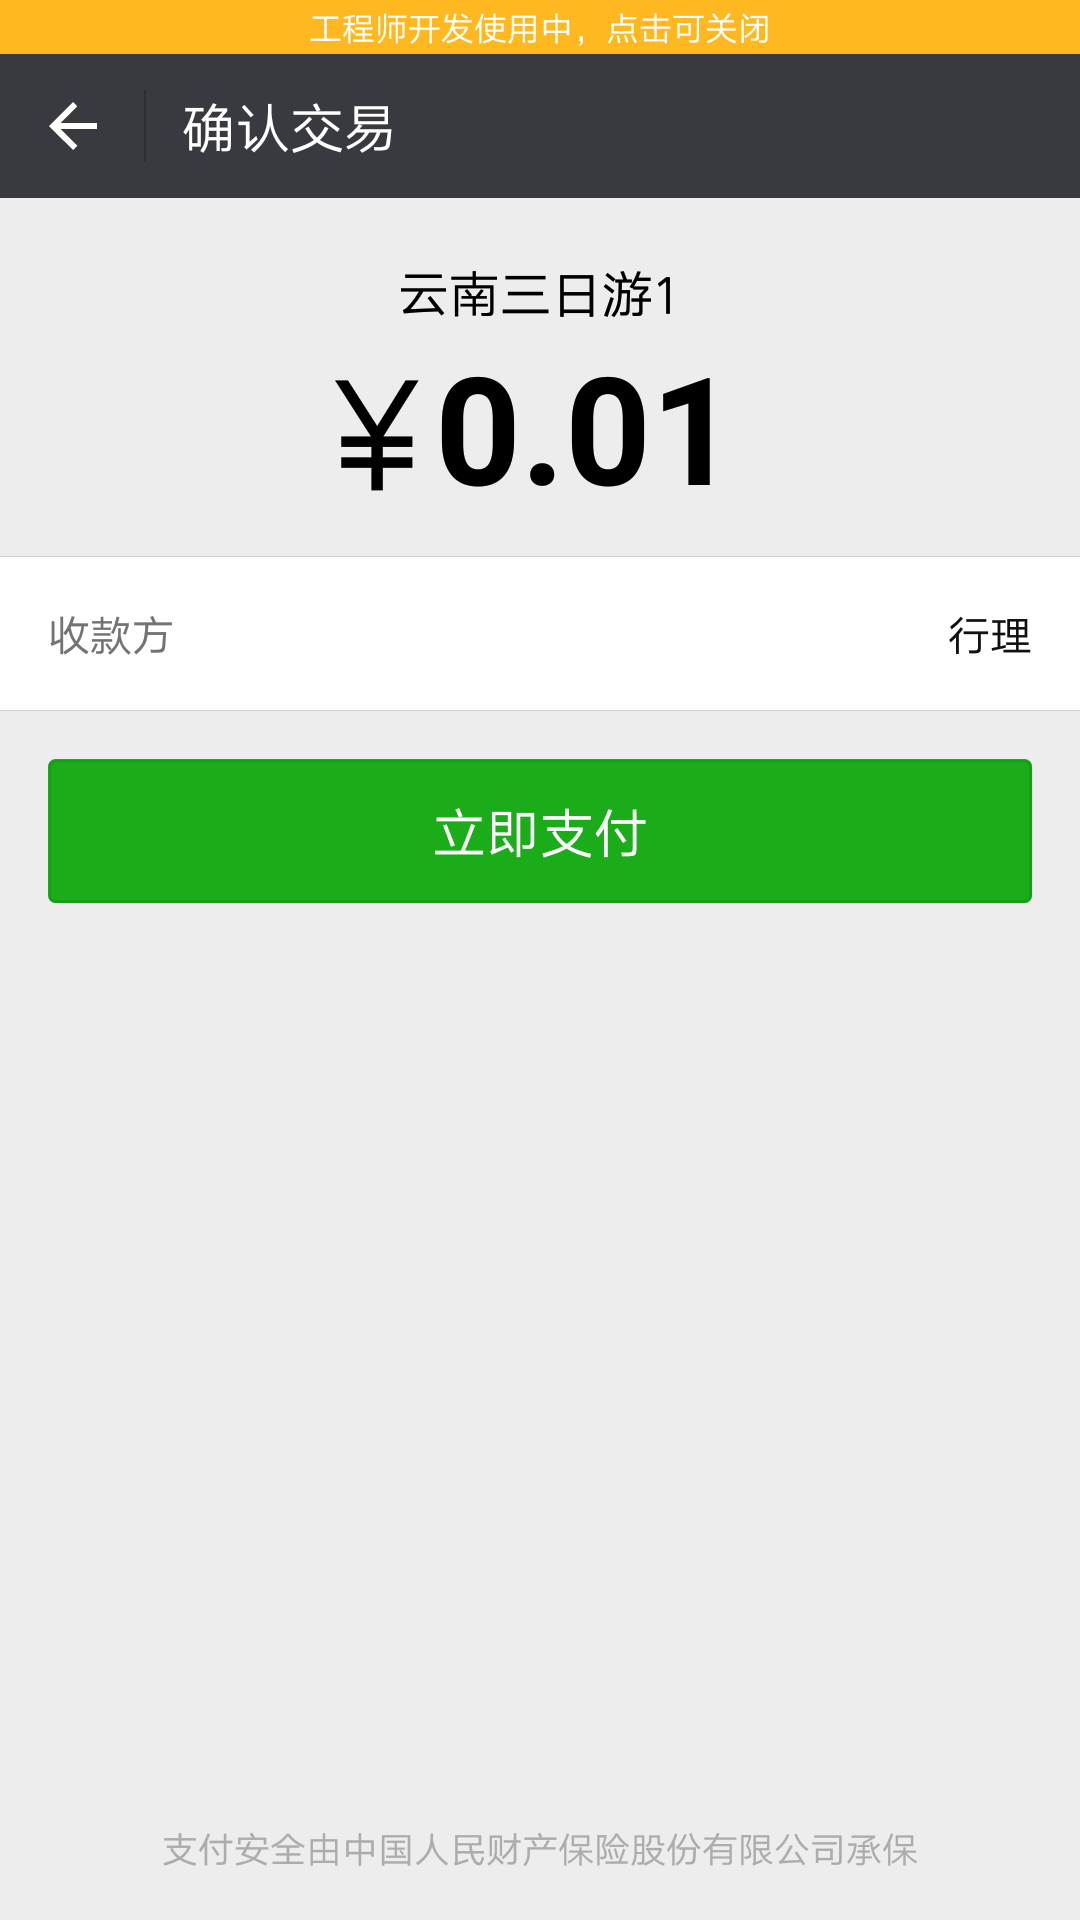 工程师开发使用中，点击可关闭
确认交易
云南三日游1
￥0.01
收款方 行理
立即支付
支付安全由中国人民财产保险股份有限公司承保